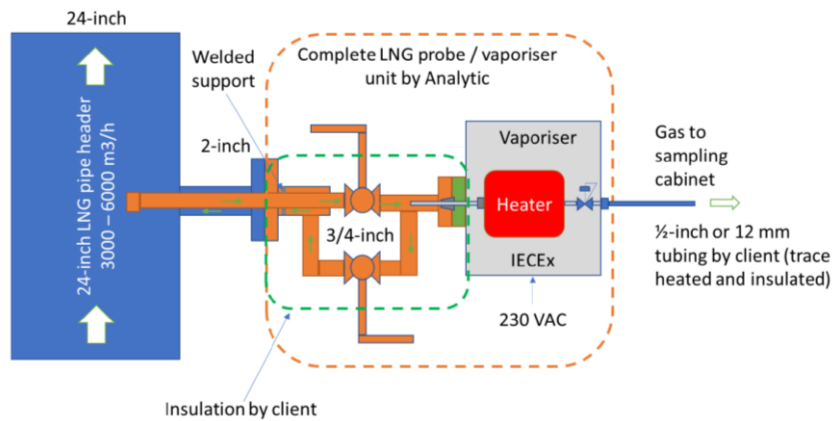 24-inch
Welded
support
Complete LNG probe / vaporiser
unit by Analytic
2-inch
24-inch LNG pipe header
3000 – 6000 m3/h
Vaporiser
Heater
IECEx
3/4-inch
230 VAC
Gas to
sampling
cabinet
½-inch or 12 mm
tubing by client (trace
heated and insulated)
Insulation by client